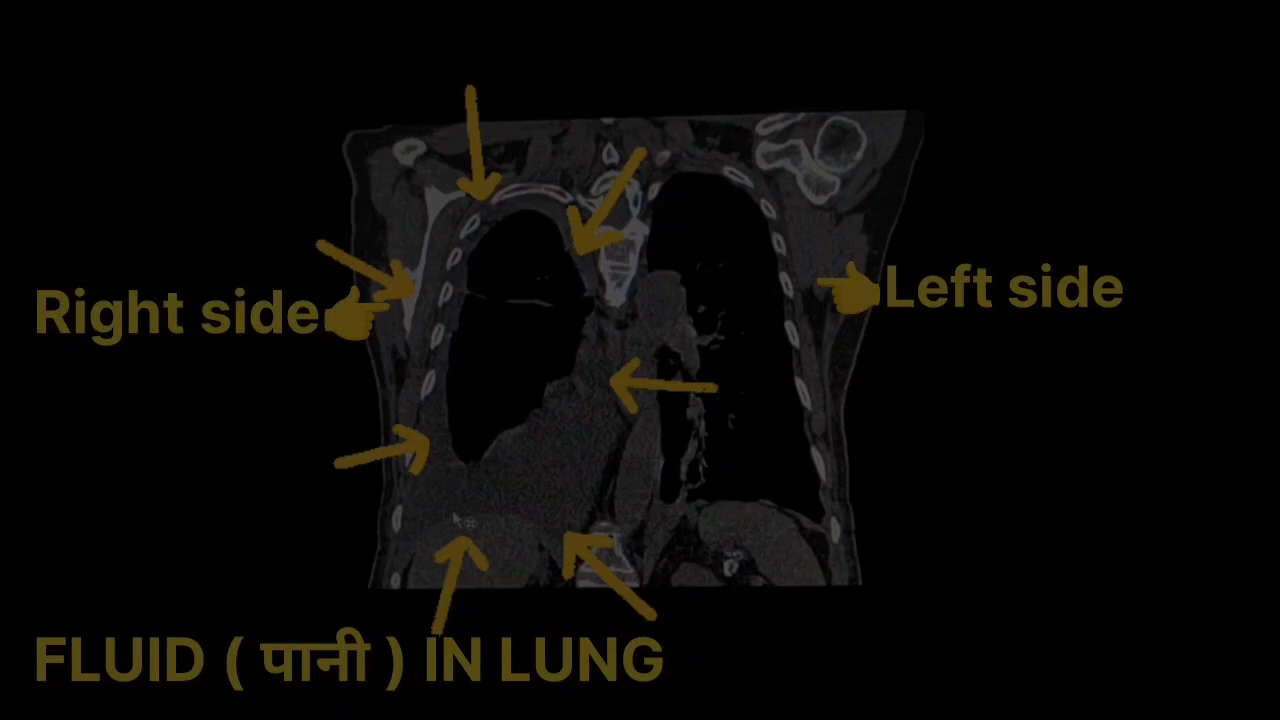 Right side
Left side
FLUID ( पानी ) IN LUNG